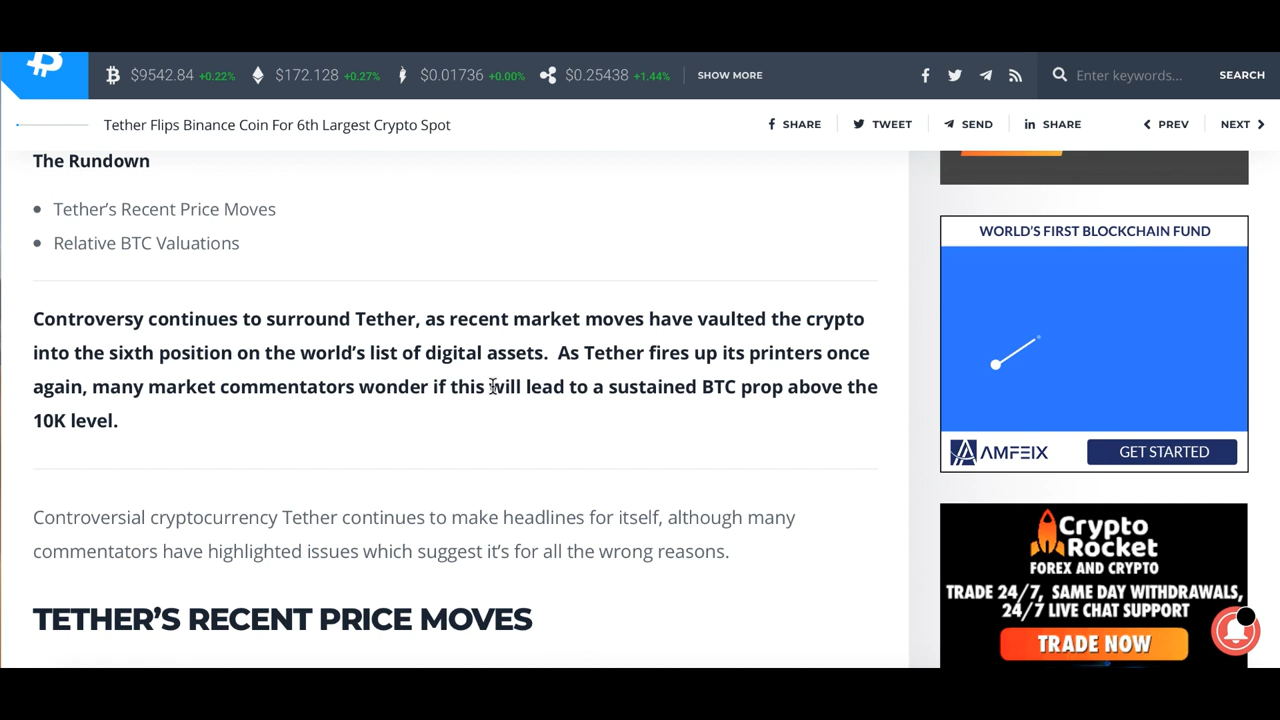 $9542.84 +0.22% $172.128 +0.27% $0.01736 +0.00% $0.25438 +1.44% SHOW MORE Enter keywords... SEARCH
Tether Flips Binance Coin For 6th Largest Crypto Spot SHARE TWEET SEND SHARE PREV NEXT
The Rundown
Tether’s Recent Price Moves
Relative BTC Valuations
Controversy continues to surround Tether, as recent market moves have vaulted the crypto
into the sixth position on the world’s list of digital assets.  As Tether fires up its printers once
again, many market commentators wonder if this will lead to a sustained BTC prop above the
10K level.
Controversial cryptocurrency Tether continues to make headlines for itself, although many
commentators have highlighted issues which suggest it’s for all the wrong reasons.
TETHER’S RECENT PRICE MOVES
WORLD’S FIRST BLOCKCHAIN FUND
AMFEIX GET STARTED
Crypto
Rocket
FOREX AND CRYPTO
TRADE 24/7, SAME DAY WITHDRAWALS,
24/7 LIVE CHAT SUPPORT
TRADE NOW